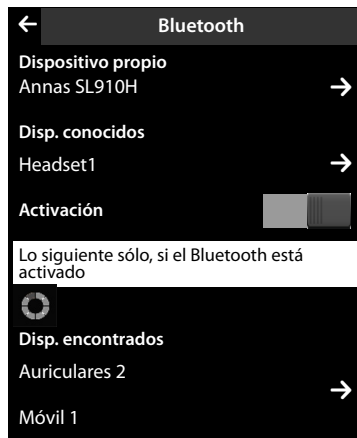 Bluetooth
Dispositivo propio
Annas SL910H
Disp. conocidos
Headset1
Activación
Lo siguiente sólo, si el Bluetooth está
activado
Disp. encontrados
Auriculares 2
Móvil 1